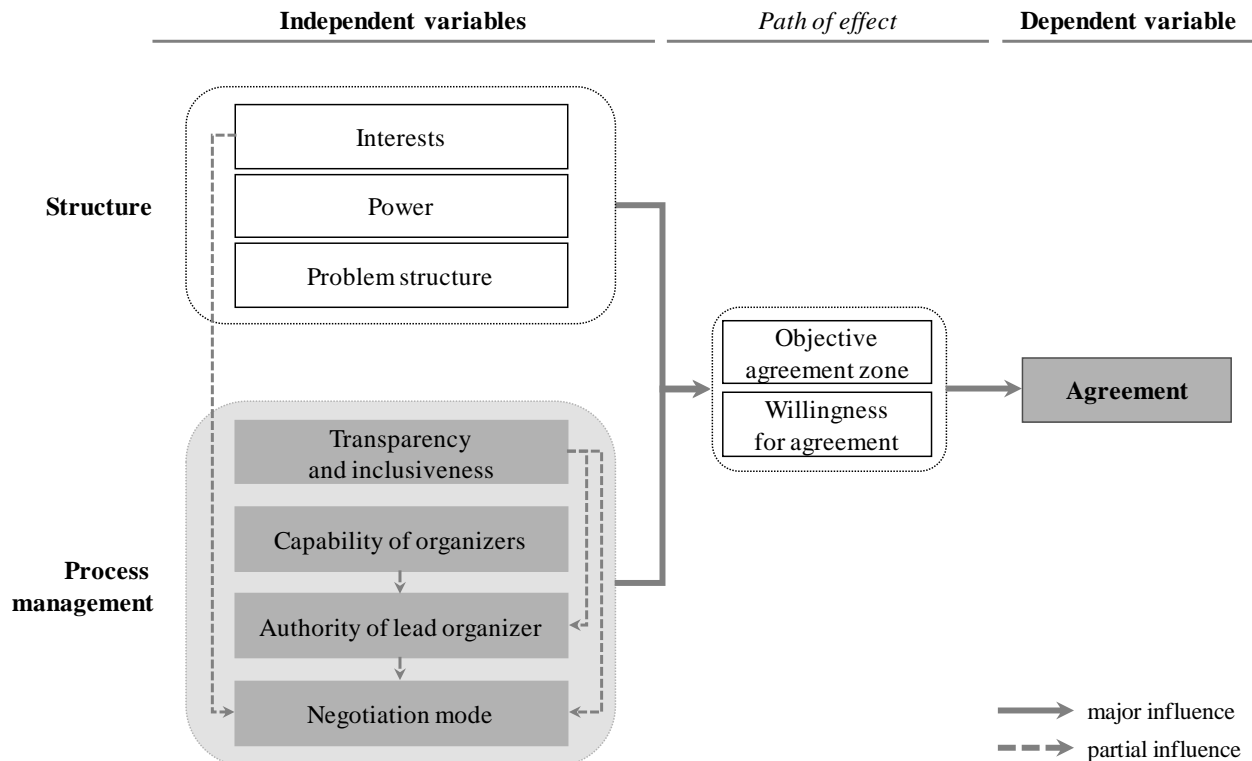 Independent variables
Path of effect
Dependent variable
Structure
Interests
Power
Problem structure
Objective
agreement zone
Willingness
for agreement
Agreement
Process
management
Transparency
and inclusiveness
Capability of organizers
Authority of lead organizer
Negotiation mode
major influence
partial influence